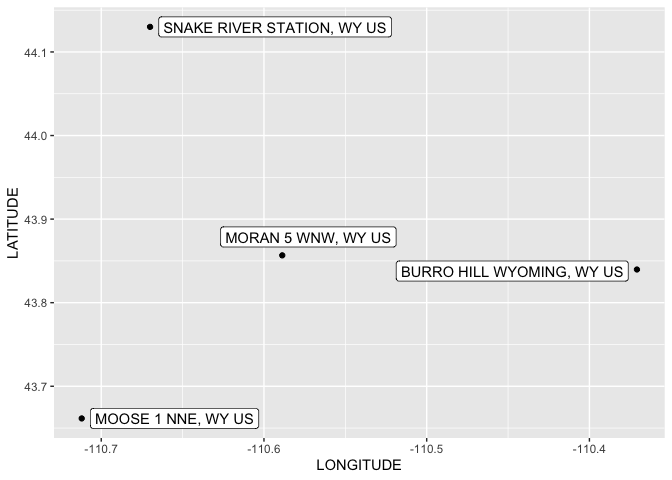 SNAKE RIVER STATION, WY US
44.1
44.0
43.9
MORAN 5 WNW, WY US
BURRO HILL WYOMING, WY US
43.8
43.7
MOOSE 1 NNE, WY US
LATITUDE
-110.7
-110.6
-110.5
-110.4
LONGITUDE